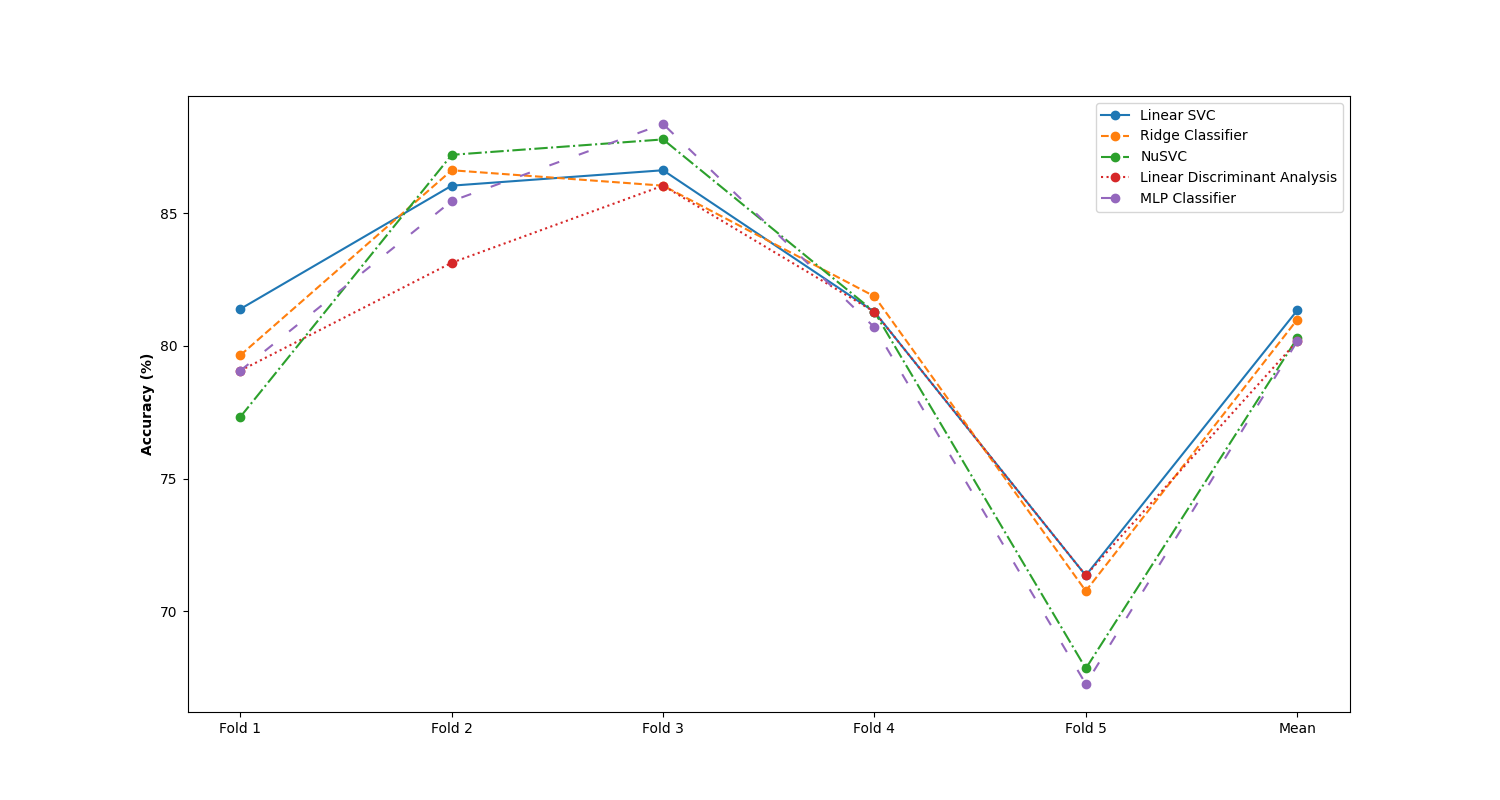 Linear SVC
Ridge Classifier
NuSVC
Linear Discriminant Analysis
MLP Classifier
Accuracy (%)
85
80
75
70
Fold 1
Fold 2
Fold 3
Fold 4
Fold 5
Mean